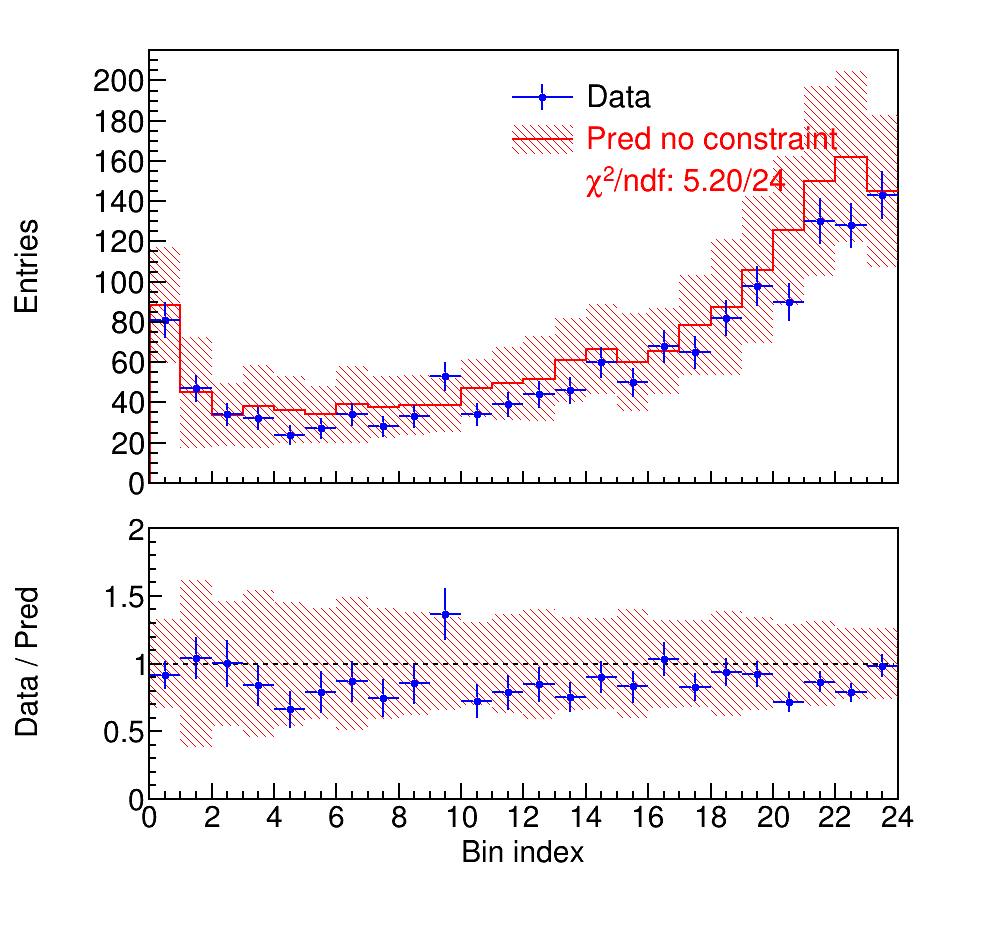 200
180
160
140
120
100
80
60
40
20
0
Entries
Data
Pred no constraint
χ²/ndf: 5.20/24
2
1.5
1
0.5
0
Data / Pred
0 2 4 6 8 10 12 14 16 18 20 22 24
Bin index